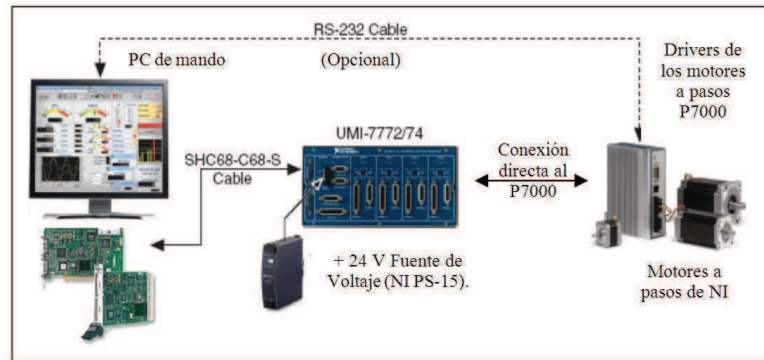 RS-232 Cable
PC de mando
(Opcional)
Drivers de
los motores
a pasos
P7000
UMI-7772/74
SHC68-C68-S
Cable
Conexión
directa al
P7000
+ 24 V Fuente de
Voltaje (NI PS-15).
Motores a
pasos de NI